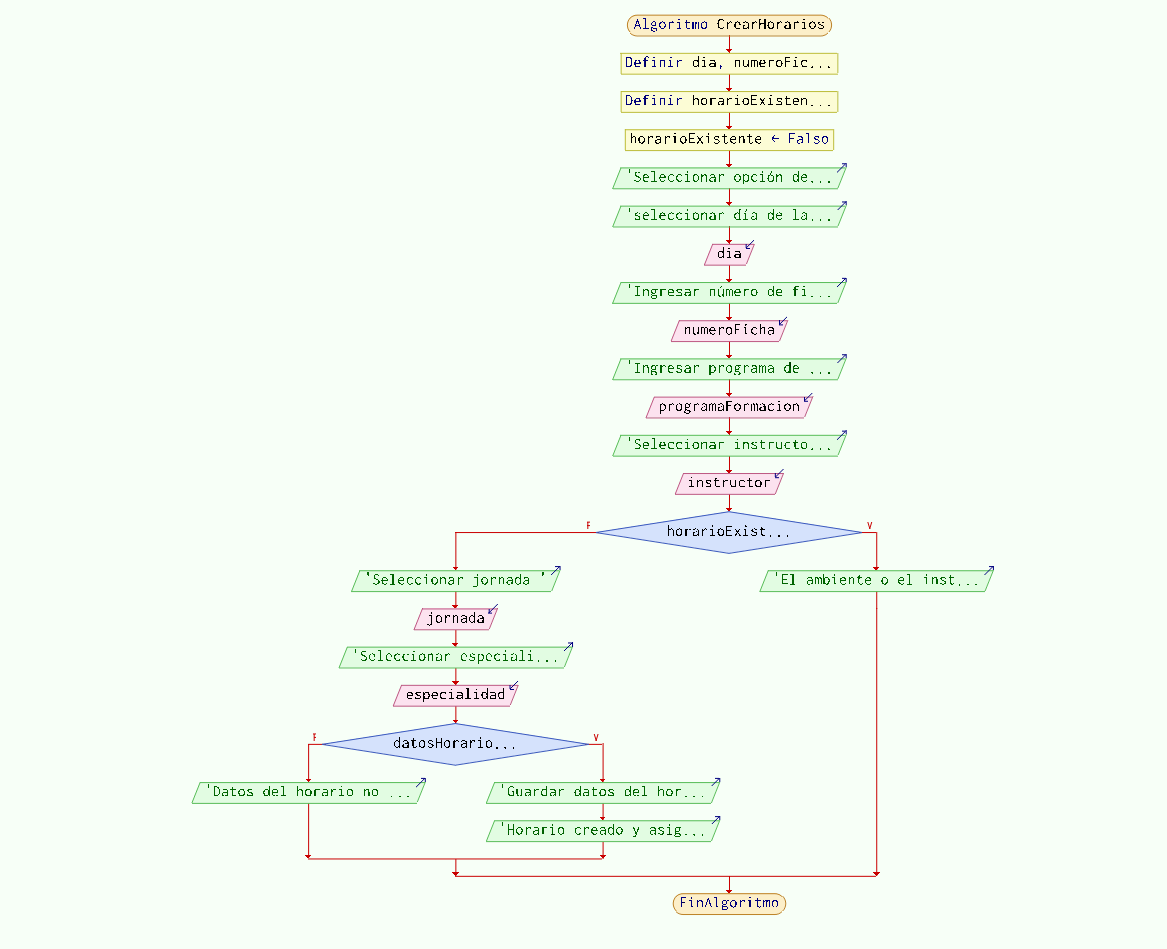 Algoritmo CrearHorarios
Definir dia, numeroFic...
Definir horarioExisten...
horarioExistente ← Falso
'Seleccionar opción de...
'seleccionar día de la...
dia
'Ingresar número de fi...
numeroFicha
'Ingresar programa de ...
programaFormacion
'Seleccionar instructo...
instructor
F
horarioExist...
V
'Seleccionar jornada '
'El ambiente o el inst...
jornada
'Seleccionar especiali...
especialidad
F
datosHorario...
V
'Datos del horario no ...
'Guardar datos del hor...
'Horario creado y asig...
FinAlgoritmo